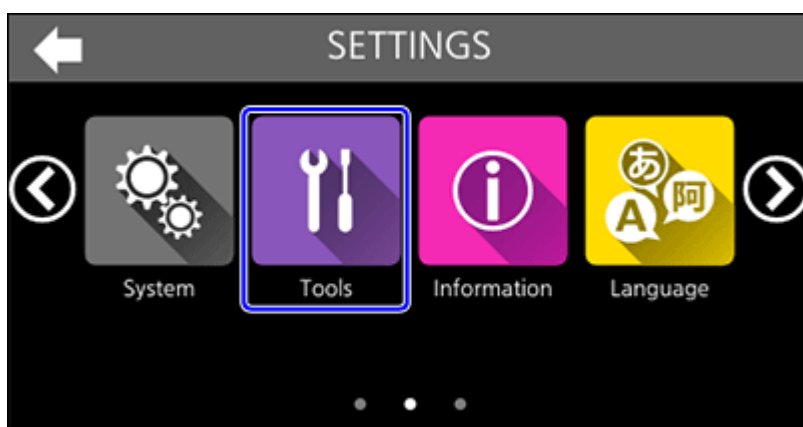 SETTINGS
あ
阿
A
System
Tools
Information
Language